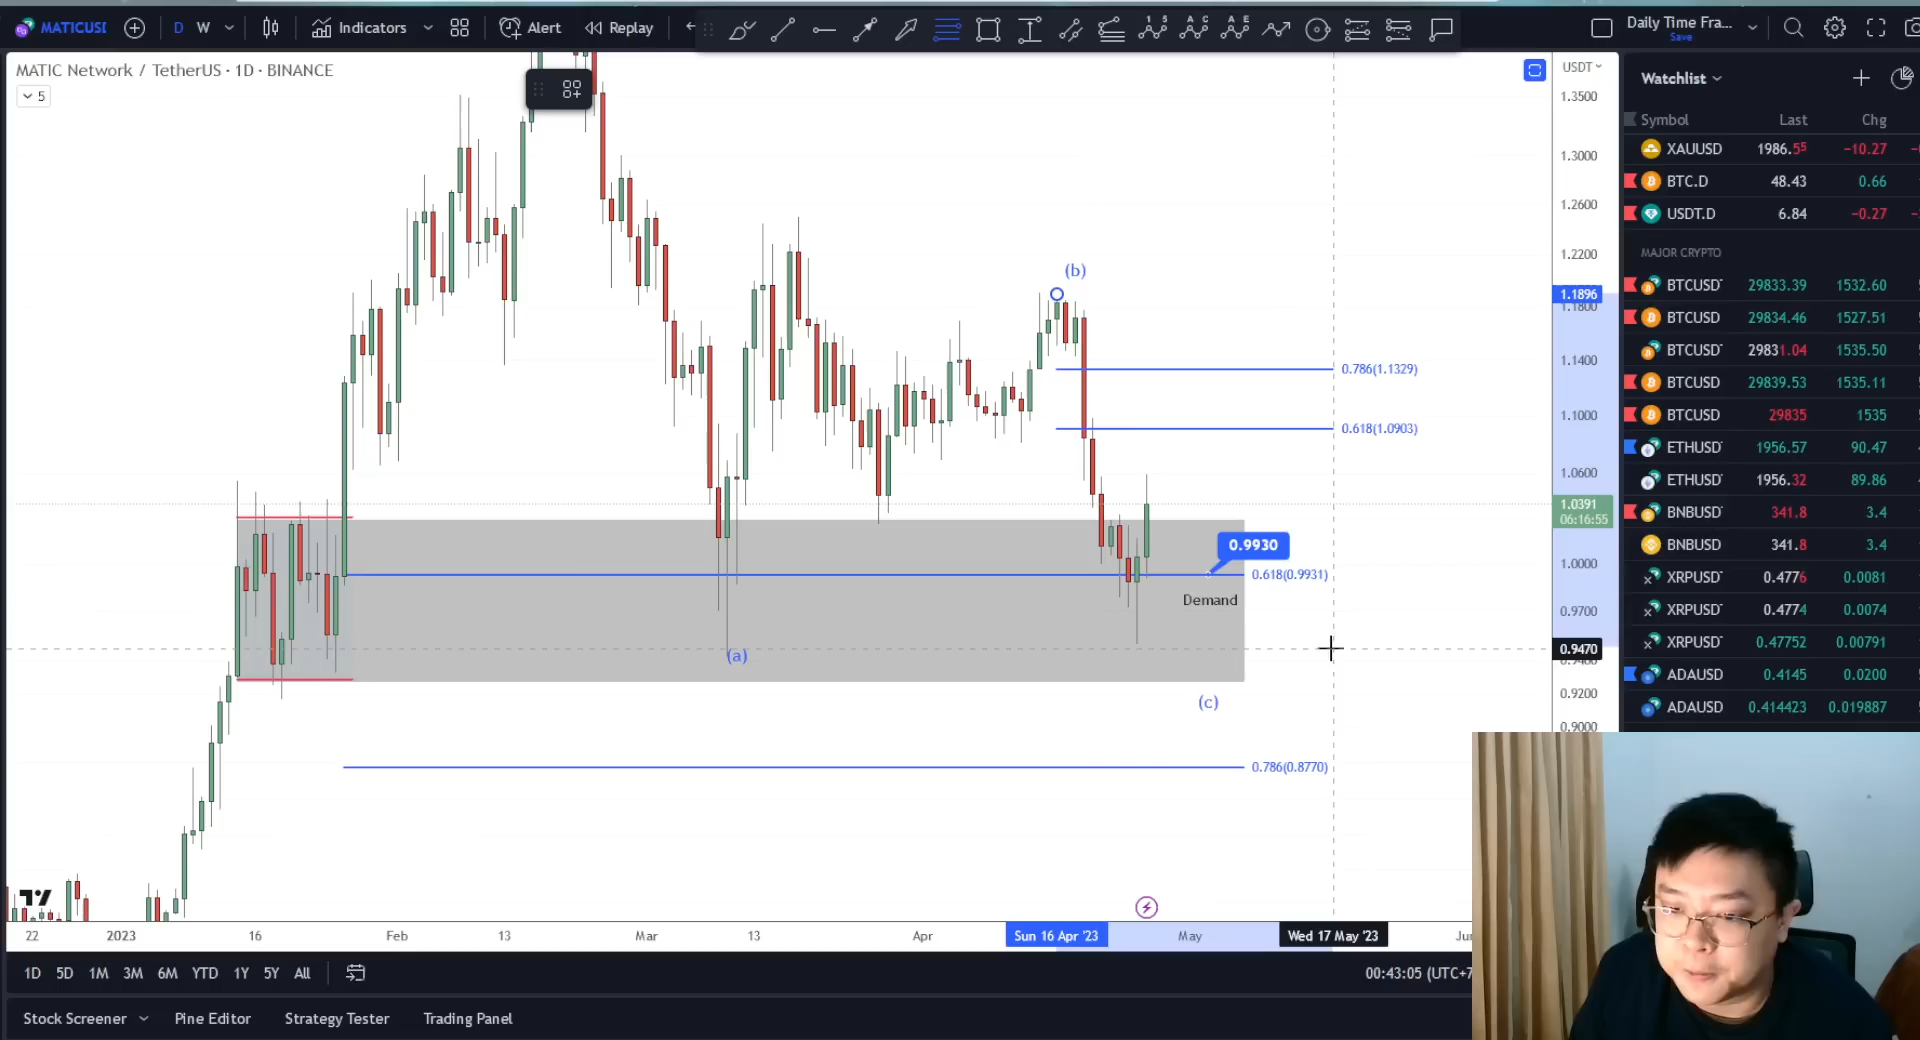 MATICUSI
D W
Indicators
Alert
Replay
Daily Time Fra...
Save
MATIC Network / TetherUS · 1D · BINANCE
5
USDT
1.3500
1.3000
1.2600
1.2200
1.1896
1.1800
1.1400
1.1000
1.0600
1.0391
06:16:55
1.0000
0.9700
0.9470
0.9400
0.9200
0.9000
(b)
0.786(1.1329)
0.618(1.0903)
0.9930
0.618(0.9931)
Demand
(a)
(c)
0.786(0.8770)
22 2023 16 Feb 13 Mar 13 Apr Sun 16 Apr '23 May Wed 17 May '23
1D 5D 1M 3M 6M YTD 1Y 5Y All
00:43:05 (UTC+7
Stock Screener Pine Editor Strategy Tester Trading Panel
Watchlist
Symbol Last Chg
XAUUSD 1986.55 −10.27
BTC.D 48.43 0.66
USDT.D 6.84 −0.27
MAJOR CRYPTO
BTCUSD 29833.39 1532.60
BTCUSD 29834.46 1527.51
BTCUSD 29831.04 1535.50
BTCUSD 29839.53 1535.11
BTCUSD 29835 1535
ETHUSD 1956.57 90.47
ETHUSD 1956.32 89.86
BNBUSD 341.8 3.4
BNBUSD 341.8 3.4
XRPUSD 0.4776 0.0081
XRPUSD 0.4774 0.0074
XRPUSD 0.47752 0.00791
ADAUSD 0.4145 0.0200
ADAUSD 0.414423 0.019887